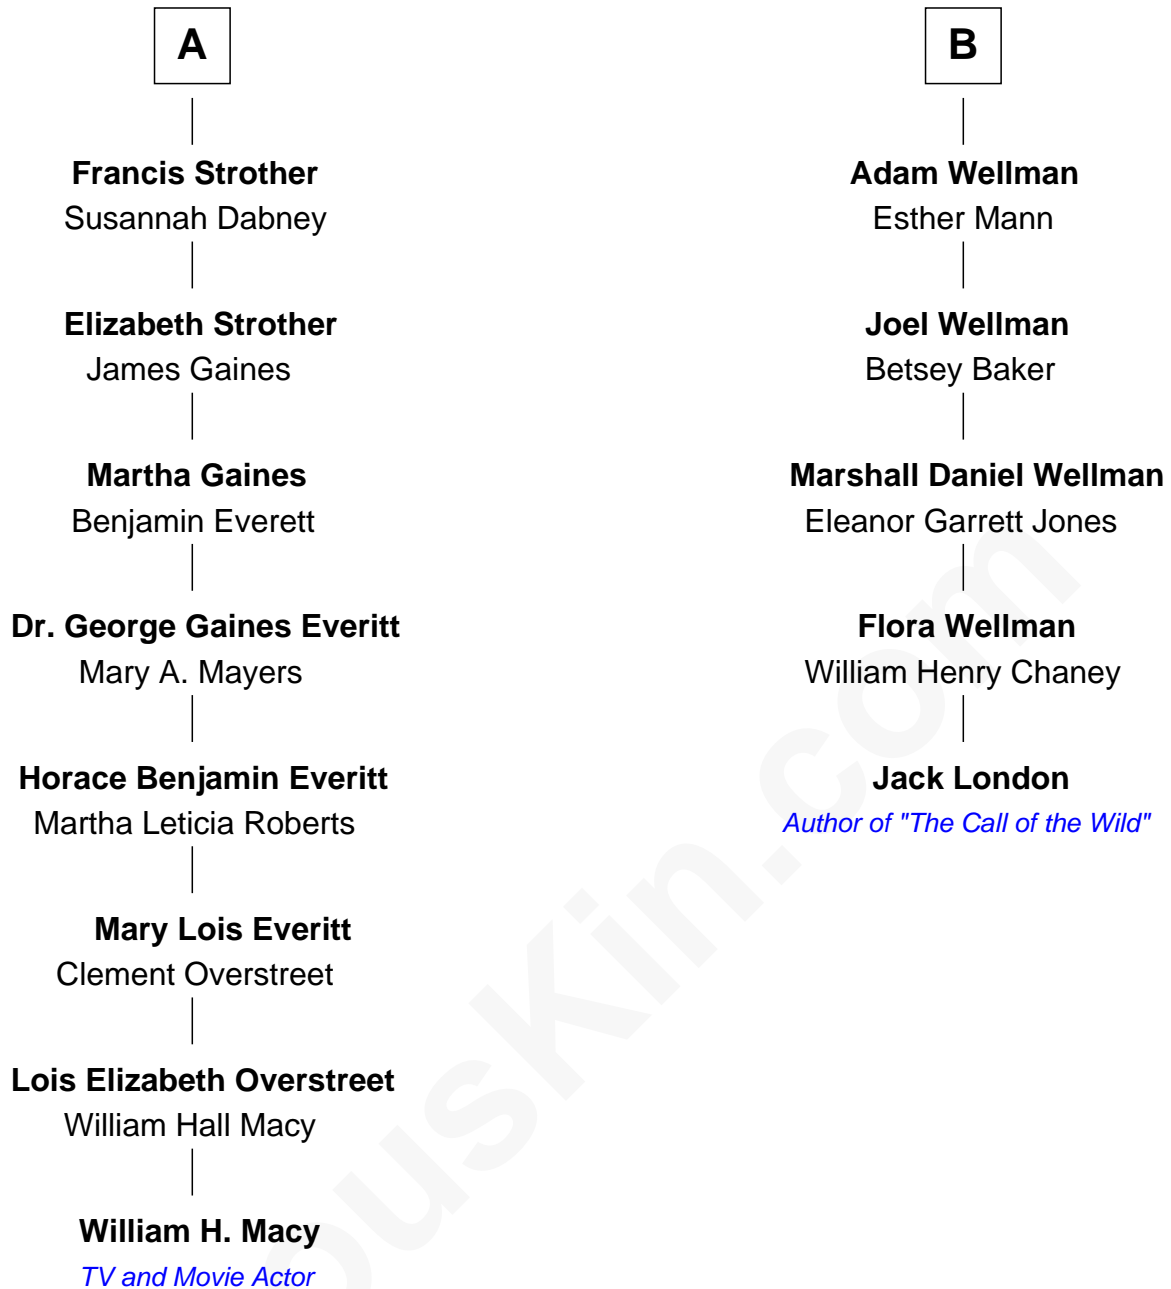 A
Francis Strother
Susannah Dabney
Elizabeth Strother
James Gaines
Martha Gaines
Benjamin Everett
Dr. George Gaines Everitt
Mary A. Mayers
Horace Benjamin Everitt
Martha Leticia Roberts
Mary Lois Everitt
Clement Overstreet
Lois Elizabeth Overstreet
William Hall Macy
William H. Macy
TV and Movie Actor
B
Adam Wellman
Esther Mann
Joel Wellman
Betsey Baker
Marshall Daniel Wellman
Eleanor Garrett Jones
Flora Wellman
William Henry Chaney
Jack London
Author of "The Call of the Wild"
ousKin.com